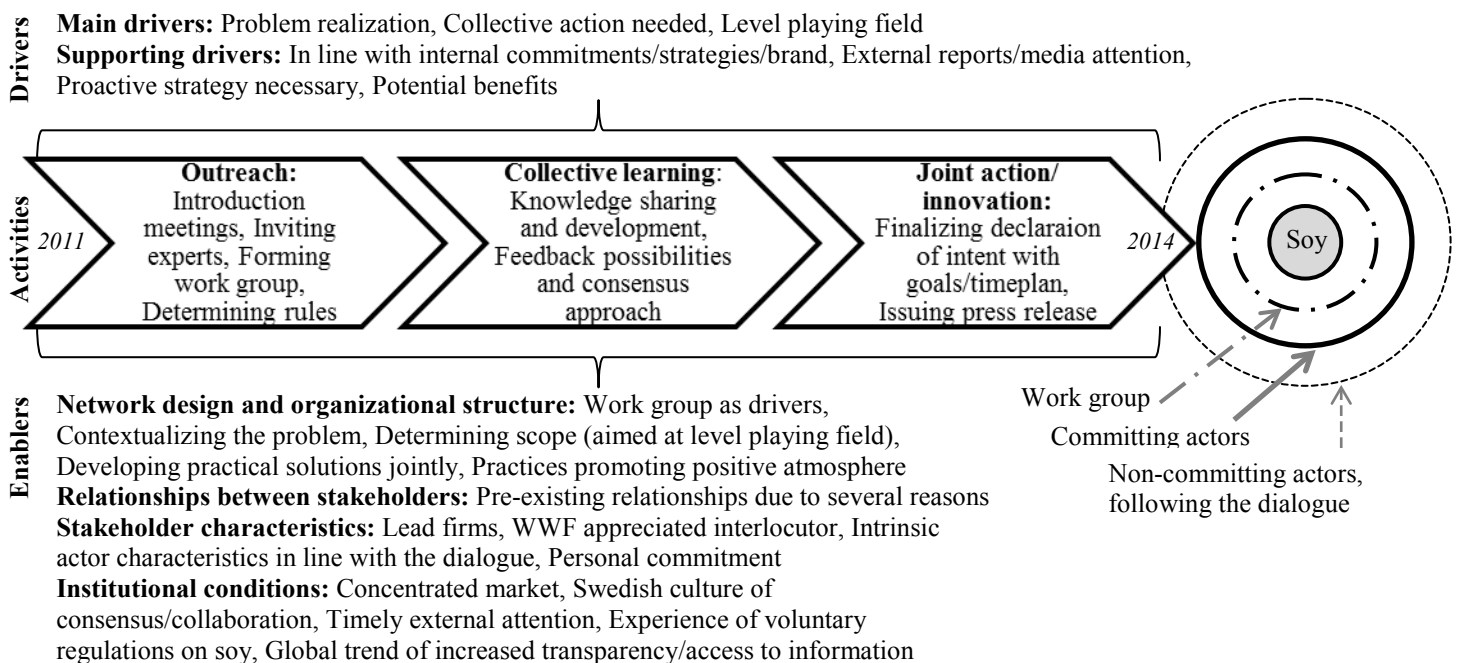 Drivers
Main drivers: Problem realization, Collective action needed, Level playing field
Supporting drivers: In line with internal commitments/strategies/brand, External reports/media attention,
Proactive strategy necessary, Potential benefits
Activities
2011
Outreach:
Introduction
meetings, Inviting
experts, Forming
work group,
Determining rules
Collective learning:
Knowledge sharing
and development,
Feedback possibilities
and consensus
approach
Joint action/
innovation:
Finalizing declaraion
of intent with
goals/timeplan,
Issuing press release
2014
Soy
Work group
Committing actors
Non-committing actors,
following the dialogue
Enablers
Network design and organizational structure: Work group as drivers,
Contextualizing the problem, Determining scope (aimed at level playing field),
Developing practical solutions jointly, Practices promoting positive atmosphere
Relationships between stakeholders: Pre-existing relationships due to several reasons
Stakeholder characteristics: Lead firms, WWF appreciated interlocutor, Intrinsic
actor characteristics in line with the dialogue, Personal commitment
Institutional conditions: Concentrated market, Swedish culture of
consensus/collaboration, Timely external attention, Experience of voluntary
regulations on soy, Global trend of increased transparency/access to information